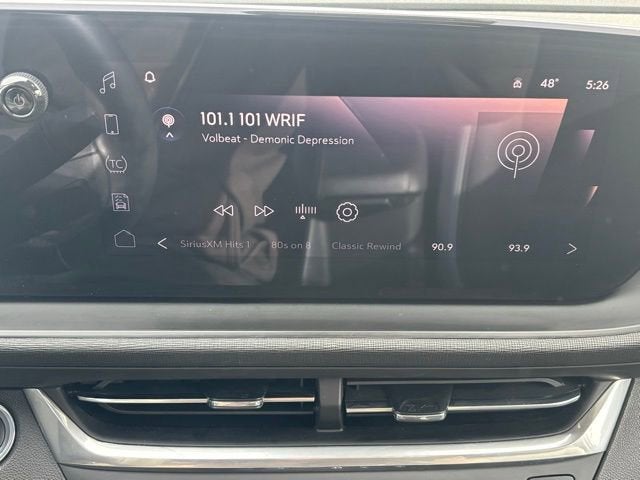 48° 5:26
101.1 101 WRIF
Volbeat - Demonic Depression
TC
SiriusXM Hits 1 80s on 8 Classic Rewind 90.9 93.9